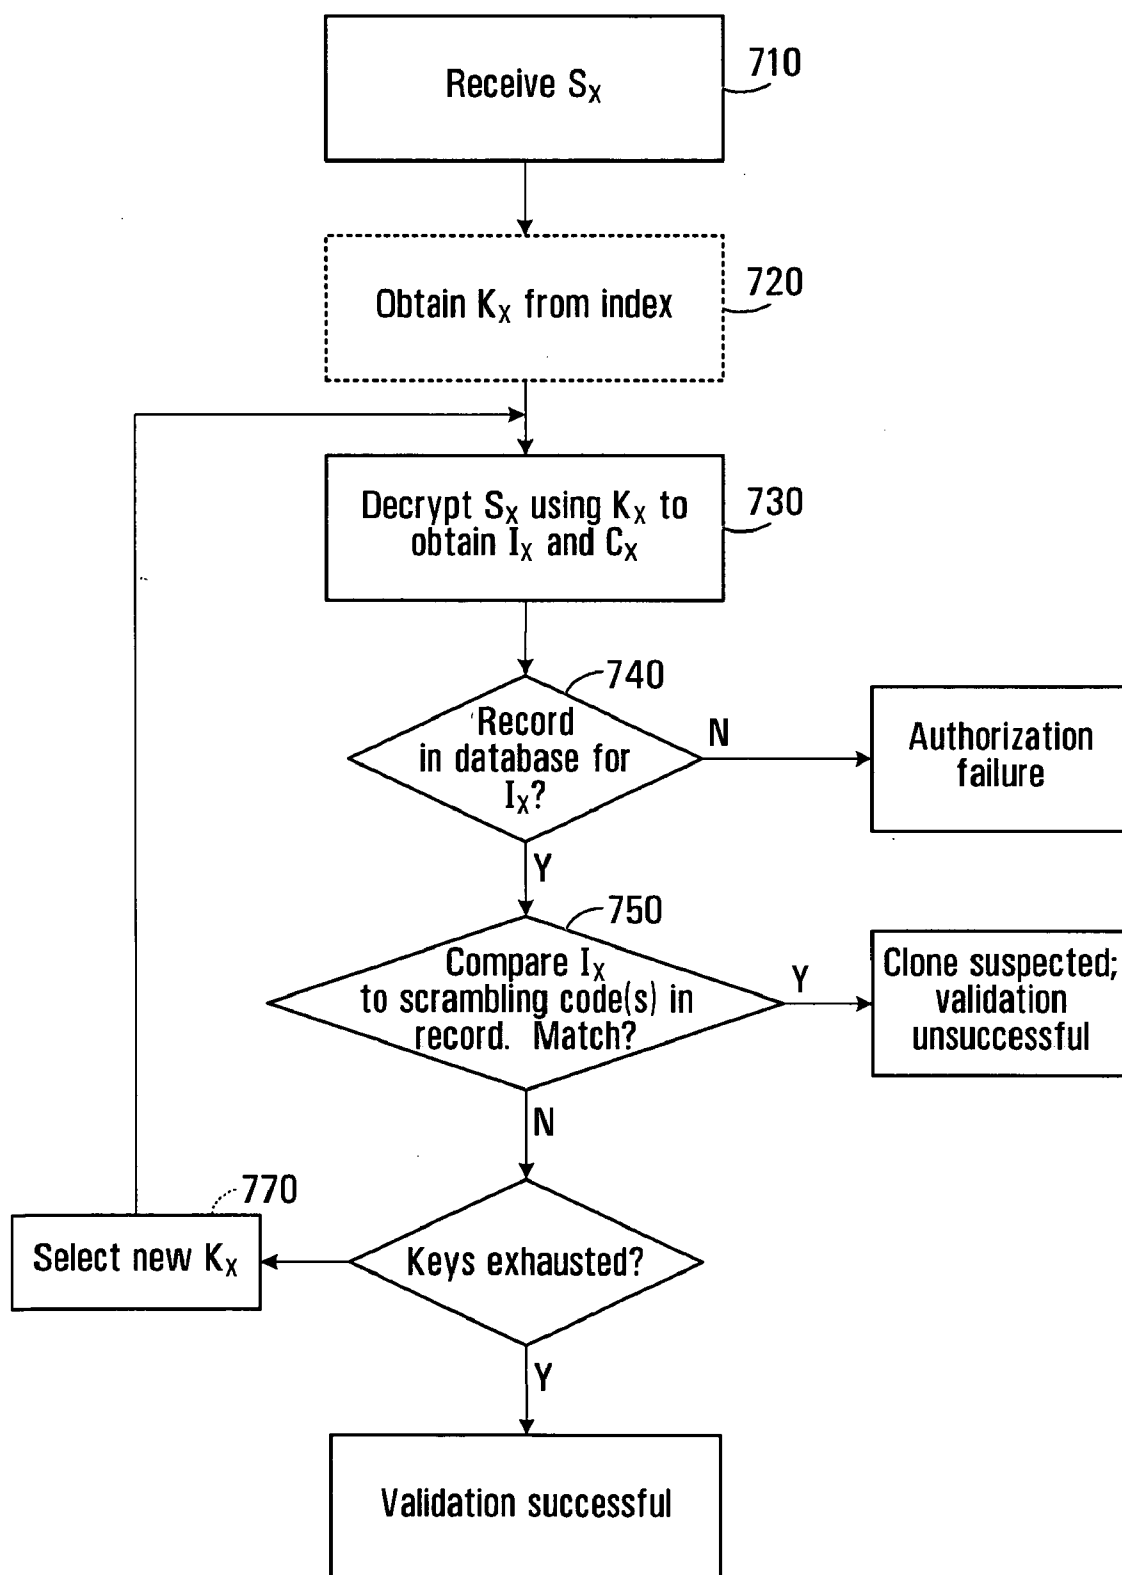 Receive Sx
710
Obtain Kx from index
720
Decrypt Sx using Kx to
obtain Ix and Cx
730
740
Record
in database for
Ix?
N
Authorization
failure
Y
750
Compare Ix
to scrambling code(s) in
record. Match?
Y
Clone suspected;
validation
unsuccessful
N
770
Select new Kx
Keys exhausted?
Y
Validation successful